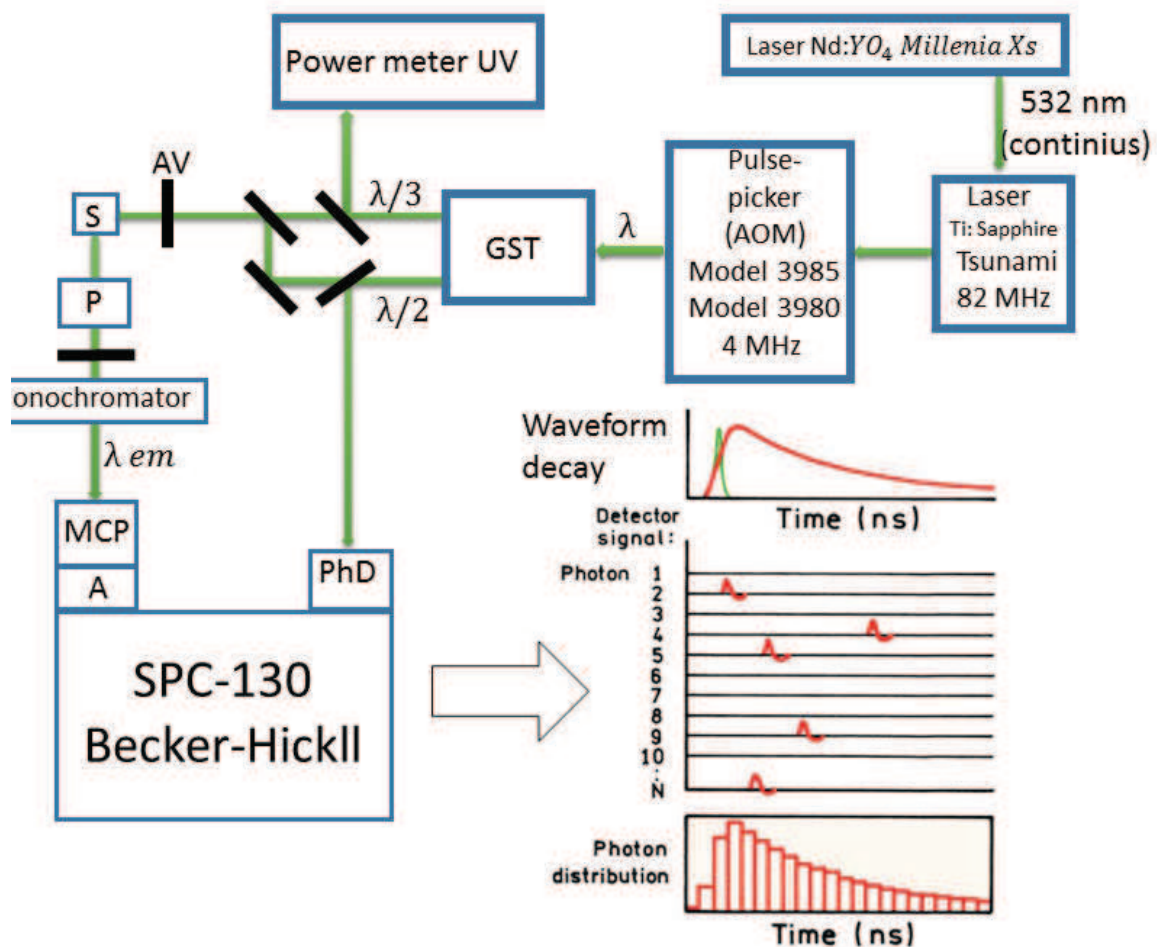 Power meter UV
Laser Nd:YO₄ Millenia Xs
532 nm
(continius)
AV
S
P
onochromator
λ em
MCP
A
PhD
SPC-130
Becker-Hickll
λ/3
λ/2
GST
λ
Pulse-
picker
(AOM)
Model 3985
Model 3980
4 MHz
Laser
Ti: Sapphire
Tsunami
82 MHz
Waveform
decay
Time (ns)
Detector
signal:
Photon 1
2
3
4
5
6
7
8
9
10
:
N
Photon
distribution
Time (ns)